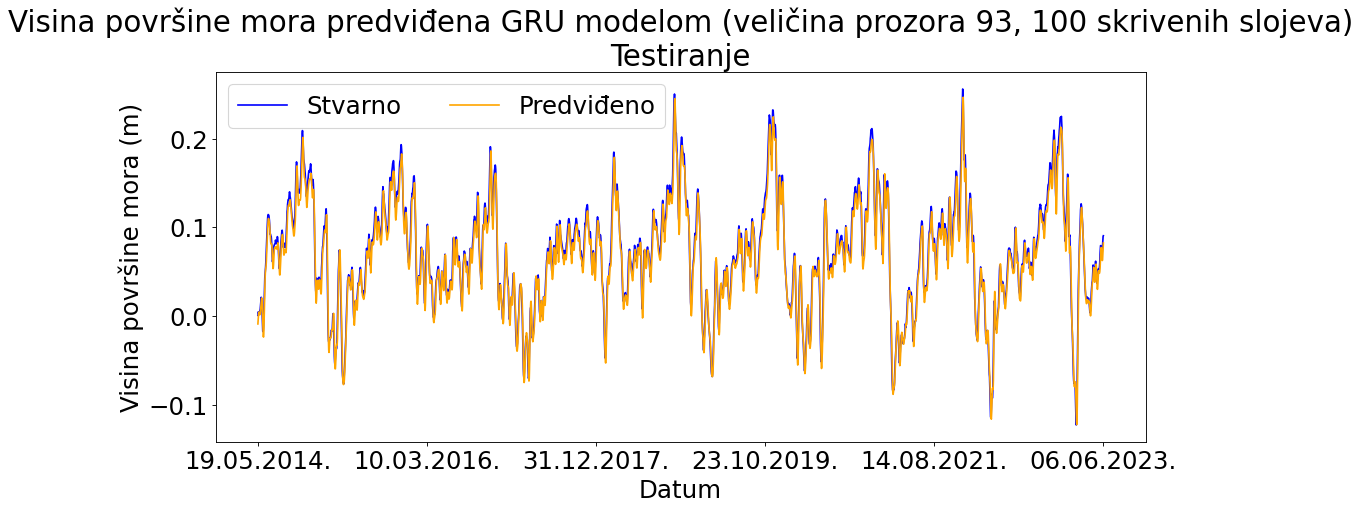 Visina površine mora predviđena GRU modelom (veličina prozora 93, 100 skrivenih slojeva)
Testiranje
Stvarno
Predviđeno
Visina površine mora (m)
0.2
0.1
0.0
−0.1
19.05.2014.
10.03.2016.
31.12.2017.
23.10.2019.
14.08.2021.
06.06.2023.
Datum